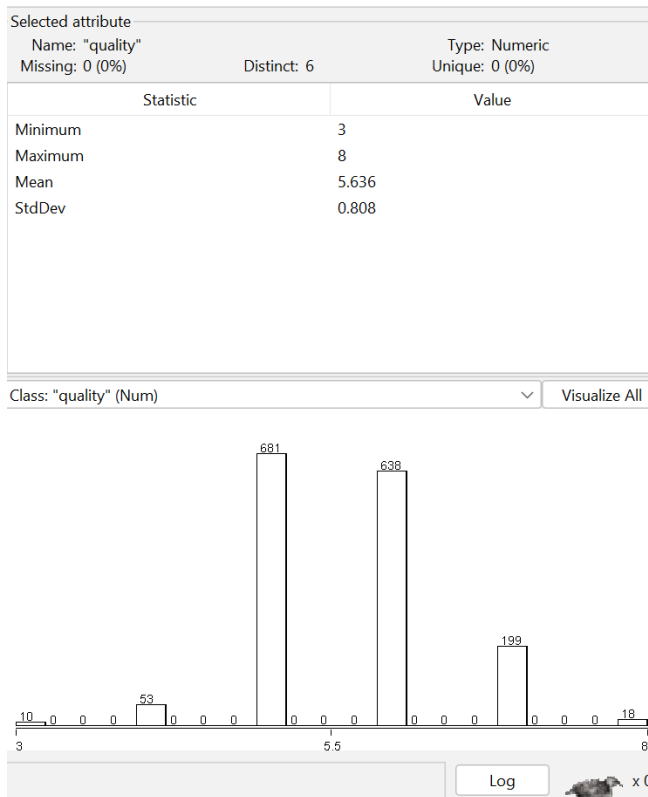 Selected attribute
Name: "quality" Type: Numeric
Missing: 0 (0%) Distinct: 6 Unique: 0 (0%)
Statistic Value
Minimum 3
Maximum 8
Mean 5.636
StdDev 0.808
Class: "quality" (Num) Visualize All
681
638
199
53
10 0 0 0 0 0 0 0 0 0 0 0 0 0 0 0 18
3 5.5 8
Log x 0